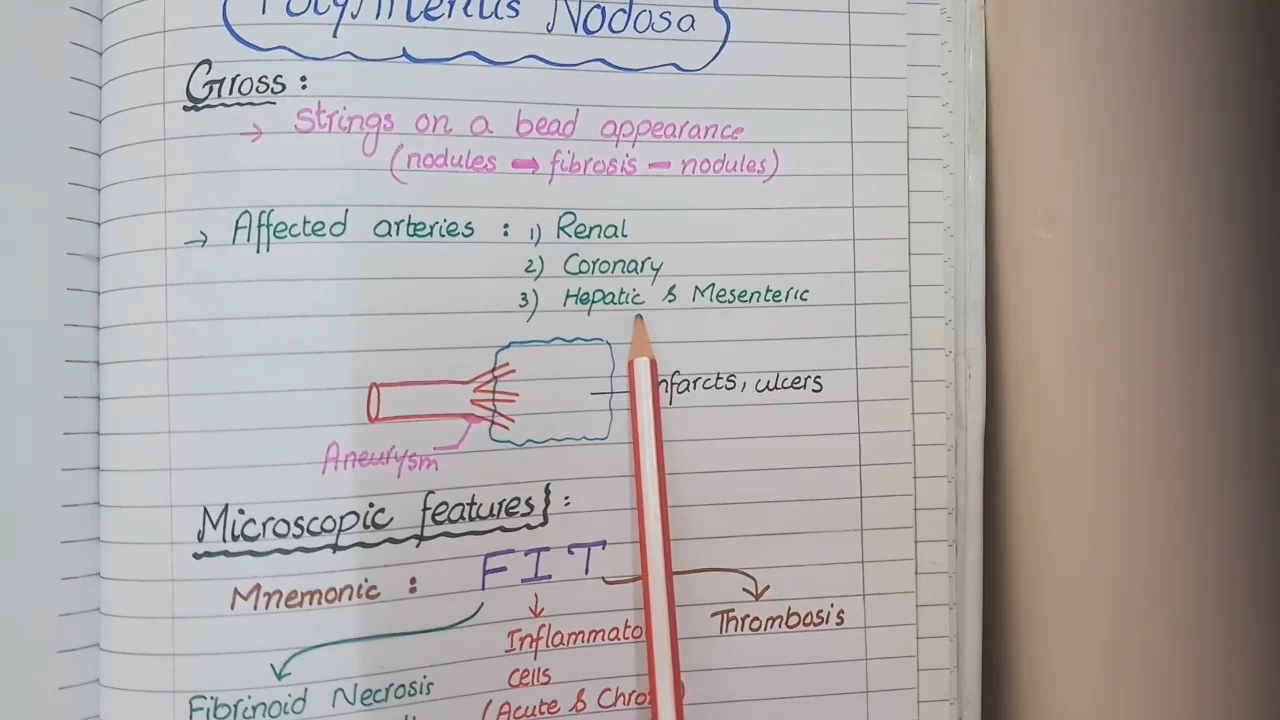 Nodosa
Gross :
→ Strings on a bead appearance
(nodules → fibrosis – nodules)
→ Affected arteries : 1) Renal
2) Coronary
3) Hepatic & Mesenteric
nfarcts, ulcers
Aneurysm
Microscopic features} :
Mnemonic : FIT
Thrombosis
Inflammato
cells
Fibrinoid Necrosis
(Acute & Chro